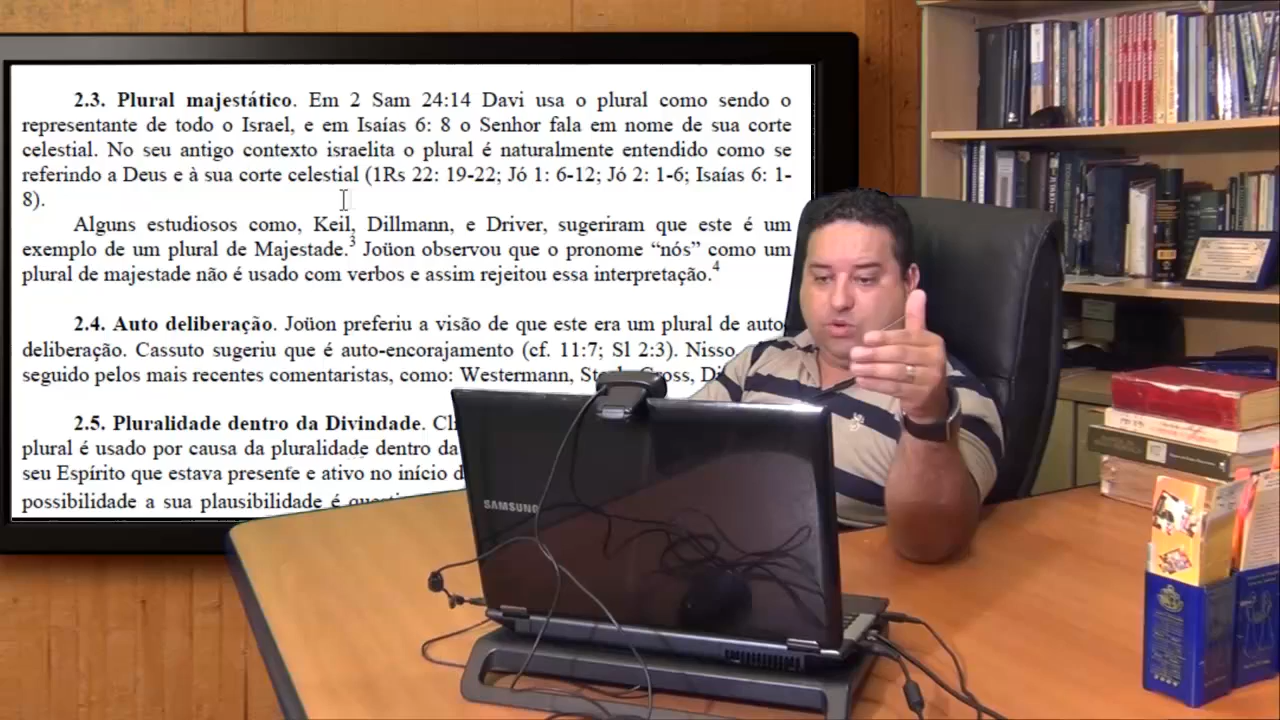 2.3. Plural majestático. Em 2 Sam 24:14 Davi usa o plural como sendo o
representante de todo o Israel, e em Isaías 6: 8 o Senhor fala em nome de sua corte
celestial. No seu antigo contexto israelita o plural é naturalmente entendido como se
referindo a Deus e à sua corte celestial (1Rs 22: 19-22; Jó 1: 6-12; Jó 2: 1-6; Isaías 6: 1-
8).
Alguns estudiosos como, Keil, Dillmann, e Driver, sugeriram que este é um
exemplo de um plural de Majestade.3 Joüon observou que o pronome “nós” como um
plural de majestade não é usado com verbos e assim rejeitou essa interpretação.4
2.4. Auto deliberação. Joüon preferiu a visão de que este era um plural de auto
deliberação. Cassuto sugeriu que é auto-encorajamento (cf. 11:7; Sl 2:3). Nisso
seguido pelos mais recentes comentaristas, como: Westermann,
2.5. Pluralidade dentro da Divindade.
plural é usado por causa da pluralidade dentro da
seu Espírito que estava presente e ativo no início
possibilidade a sua plausibilidade é
SAMSUNG